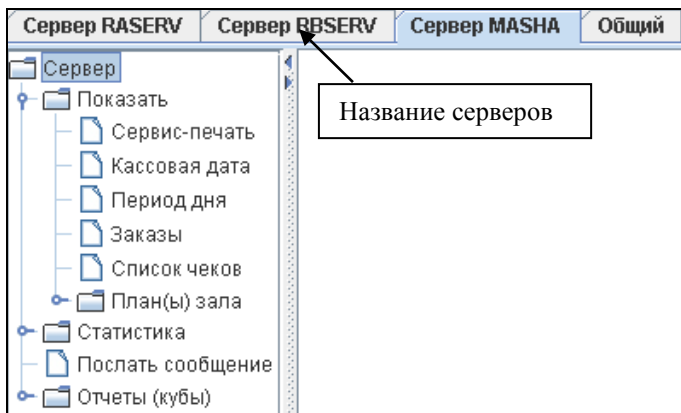 Сервер RASERV Сервер RBSERV Сервер MASHA Общий
Сервер
Показать
Сервис-печать
Кассовая дата
Период дня
Заказы
Список чеков
План(ы) зала
Статистика
Послать сообщение
Отчеты (кубы)
Название серверов